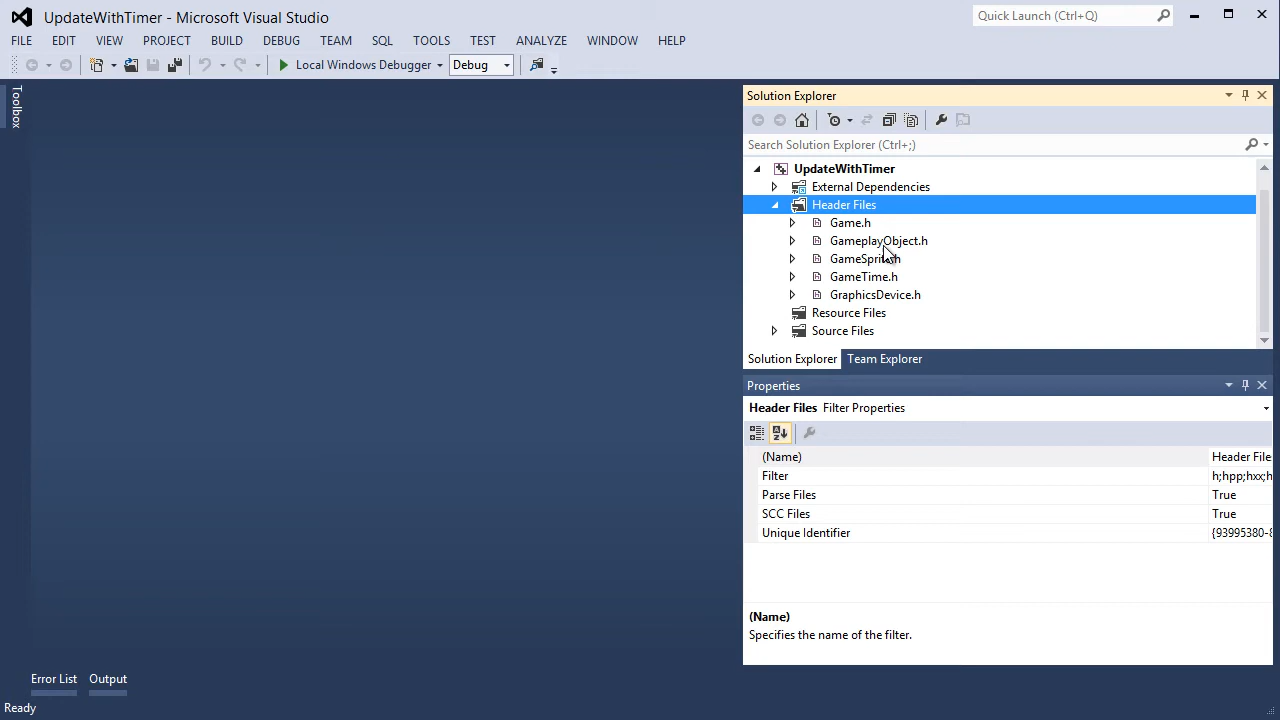 UpdateWithTimer - Microsoft Visual Studio
Quick Launch (Ctrl+Q)
FILE EDIT VIEW PROJECT BUILD DEBUG TEAM SQL TOOLS TEST ANALYZE WINDOW HELP
Local Windows Debugger Debug
Toolbox
Solution Explorer
Search Solution Explorer (Ctrl+;)
UpdateWithTimer
External Dependencies
Header Files
Game.h
GameplayObject.h
GameSprite.h
GameTime.h
GraphicsDevice.h
Resource Files
Source Files
Solution Explorer Team Explorer
Properties
Header Files Filter Properties
(Name) Header File
Filter h;hpp;hxx;h
Parse Files True
SCC Files True
Unique Identifier {93995380-8
(Name)
Specifies the name of the filter.
Error List Output
Ready